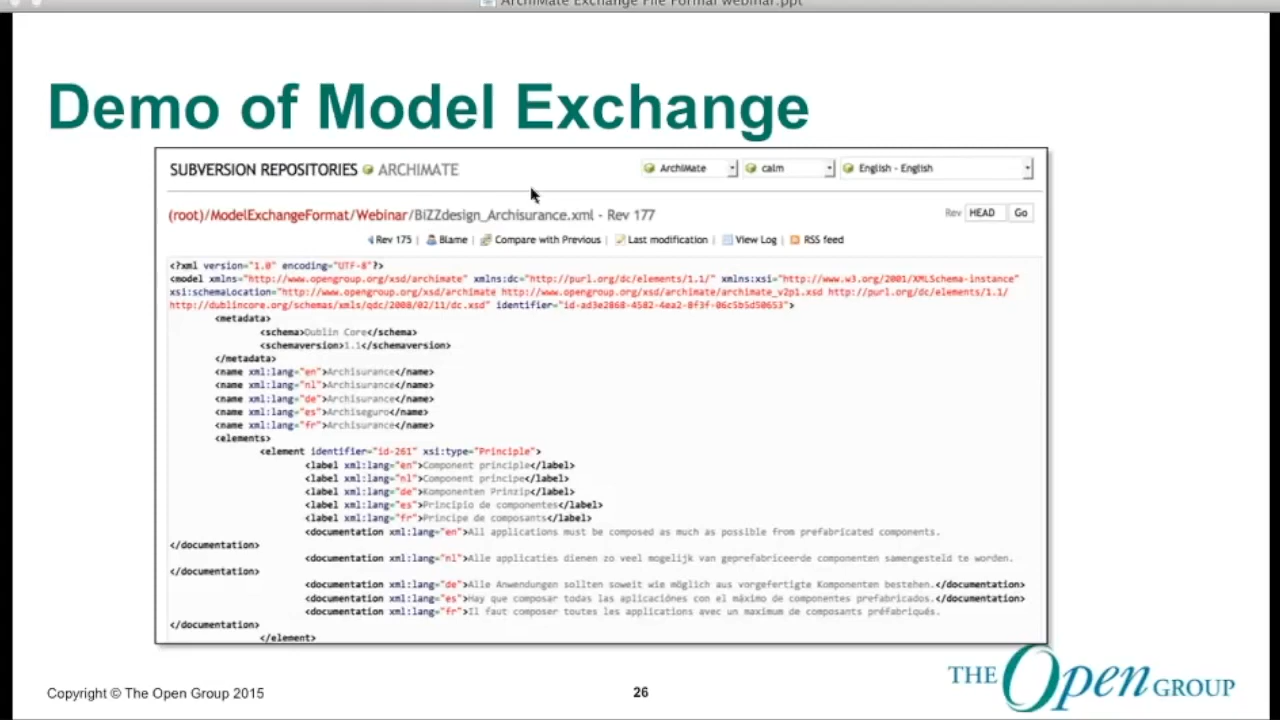 ArchiMate Exchange File Format webinar.ppt
Demo of Model Exchange
SUBVERSION REPOSITORIES ARCHIMATE ArchiMate calm English - English
(root)/ModelExchangeFormat/Webinar/BiZZdesign_Archisurance.xml - Rev 177 Rev HEAD Go
Rev 175 | Blame | Compare with Previous | Last modification | View Log | RSS feed
<?xml version="1.0" encoding="UTF-8"?>
<model xmlns="http://www.opengroup.org/xsd/archimate" xmlns:dc="http://purl.org/dc/elements/1.1/" xmlns:xsi="http://www.w3.org/2001/XMLSchema-instance"
xsi:schemaLocation="http://www.opengroup.org/xsd/archimate http://www.opengroup.org/xsd/archimate/archimate_v2p1.xsd http://purl.org/dc/elements/1.1/
http://dublincore.org/schemas/xmls/qdc/2008/02/11/dc.xsd" identifier="id-ad3e2868-4582-4ea2-8f3f-06c5b5d50653">
<metadata>
<schema>Dublin Core</schema>
<schemaversion>1.1</schemaversion>
</metadata>
<name xml:lang="en">Archisurance</name>
<name xml:lang="nl">Archisurance</name>
<name xml:lang="de">Archisurance</name>
<name xml:lang="es">Archiseguro</name>
<name xml:lang="fr">Archisurance</name>
<elements>
<element identifier="id-261" xsi:type="Principle">
<label xml:lang="en">Component principle</label>
<label xml:lang="nl">Component principe</label>
<label xml:lang="de">Komponenten Prinzip</label>
<label xml:lang="es">Principio de componentes</label>
<label xml:lang="fr">Principe de composants</label>
<documentation xml:lang="en">All applications must be composed as much as possible from prefabricated components.
</documentation>
<documentation xml:lang="nl">Alle applicaties dienen zo veel mogelijk van geprefabriceerde componenten samengesteld te worden.
</documentation>
<documentation xml:lang="de">Alle Anwendungen sollten soweit wie möglich aus vorgefertigte Komponenten bestehen.</documentation>
<documentation xml:lang="es">Hay que composer todas las aplicaciónes con el máximo de componentes prefabricados.</documentation>
<documentation xml:lang="fr">Il faut composer toutes les applications avec un maximum de composants préfabriqués.
</documentation>
</element>
Copyright © The Open Group 2015
26
THE Open GROUP